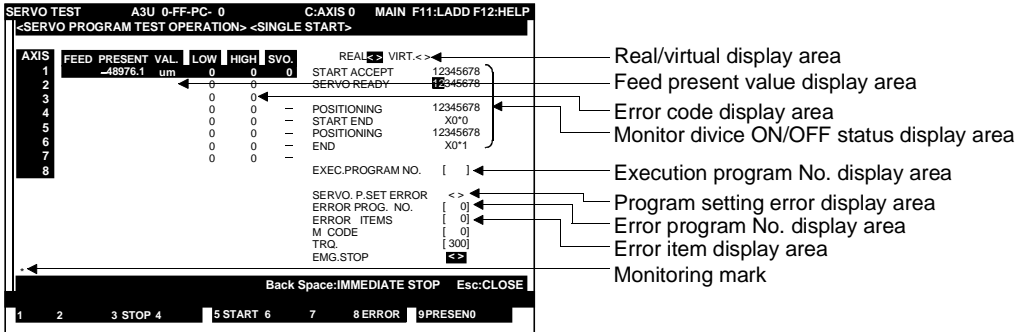 SERVO TEST A3U 0-FF-PC- 0 C:AXIS 0 MAIN F11:LADD F12:HELP
<SERVO PROGRAM TEST OPERATION> <SINGLE START>
REAL<> VIRT.<>
AXIS FEED PRESENT VAL. LOW HIGH SVO.
1 –48976.1 um 0 0 0 START ACCEPT 12345678
2 0 0 SERVO READY 12345678
3 0 0
4 0 0 – POSITIONING 12345678
5 0 0 – START END X0*0
6 0 0 – POSITIONING 12345678
7 0 0 – END X0*1
8 0 0 –
EXEC.PROGRAM NO. [ ]
SERVO. P.SET ERROR < >
ERROR PROG. NO. [ 0]
ERROR ITEMS [ 0]
M CODE [ 0]
TRQ. [ 300]
EMG.STOP <>
*
Back Space:IMMEDIATE STOP Esc:CLOSE
1 2 3 STOP 4 5 START 6 7 8 ERROR 9PRESEN0
Real/virtual display area
Feed present value display area
Error code display area
Monitor divice ON/OFF status display area
Execution program No. display area
Program setting error display area
Error program No. display area
Error item display area
Monitoring mark